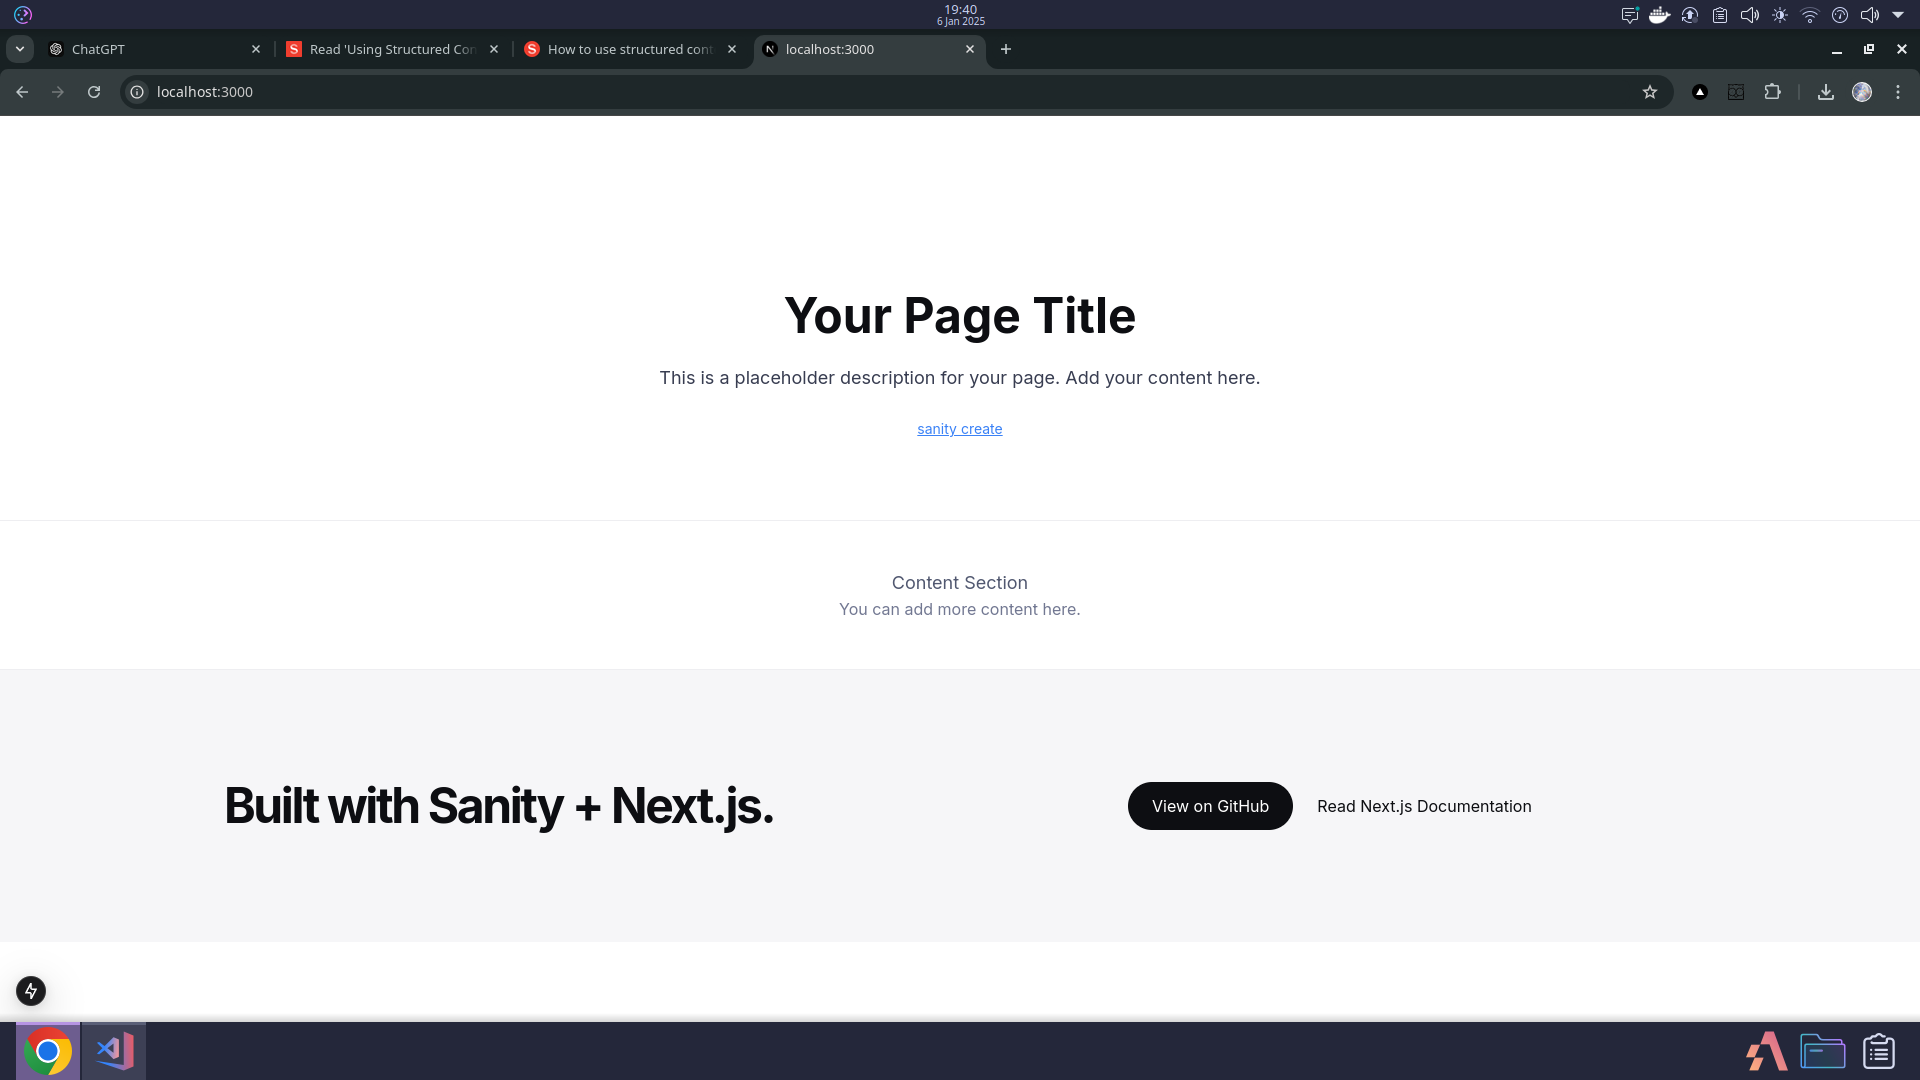 19:40
6 Jan 2025
ChatGPT
Read 'Using Structured Con
How to use structured cont
localhost:3000
localhost:3000
Your Page Title
This is a placeholder description for your page. Add your content here.
sanity create
Content Section
You can add more content here.
Built with Sanity + Next.js.
View on GitHub
Read Next.js Documentation